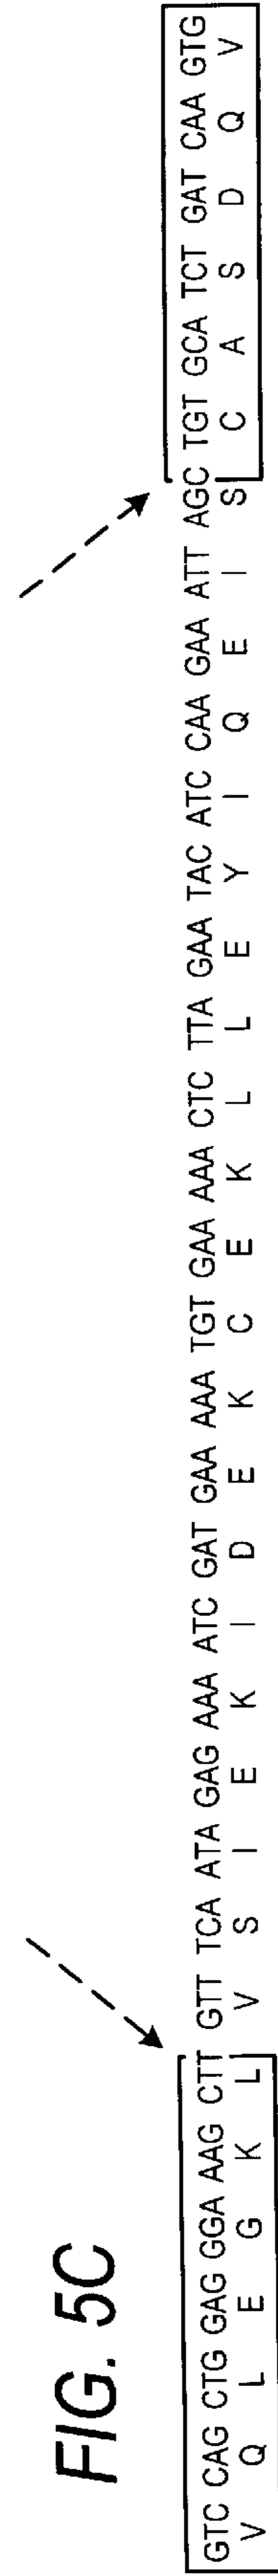 FIG. 5C
GTC CAG CTG GAG GGA AAG CTT GTT TCA ATA GAG AAA ATC GAT GAA AAA TGT GAA AAA CTC TTA GAA TAC ATC CAA GAA ATT AGC TGT GCA TCT GAT CAA GTG
V Q L E G K L V S I E K I D E K C E K L L E Y I Q E I S C A S D Q V